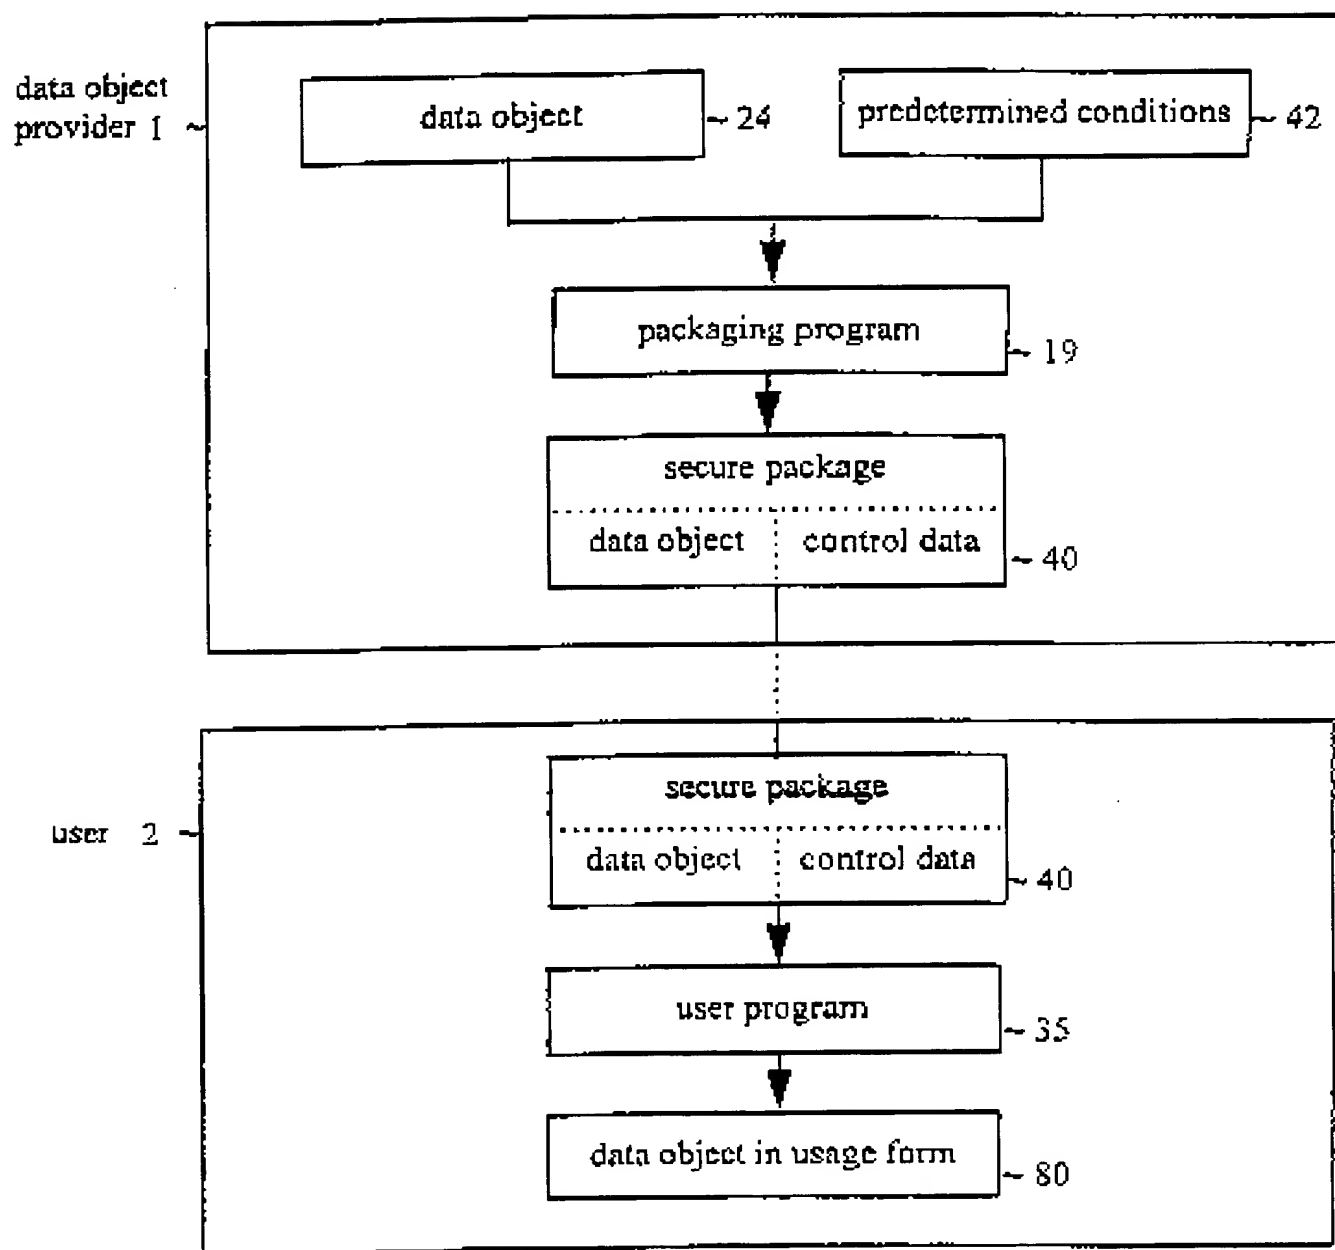 data object
provider 1 ~
data object ~ 24
predetermined conditions ~ 42
packaging program ~ 19
secure package
data object control data ~ 40
user 2 ~
secure package
data object control data ~ 40
user program ~ 35
data object in usage form ~ 80